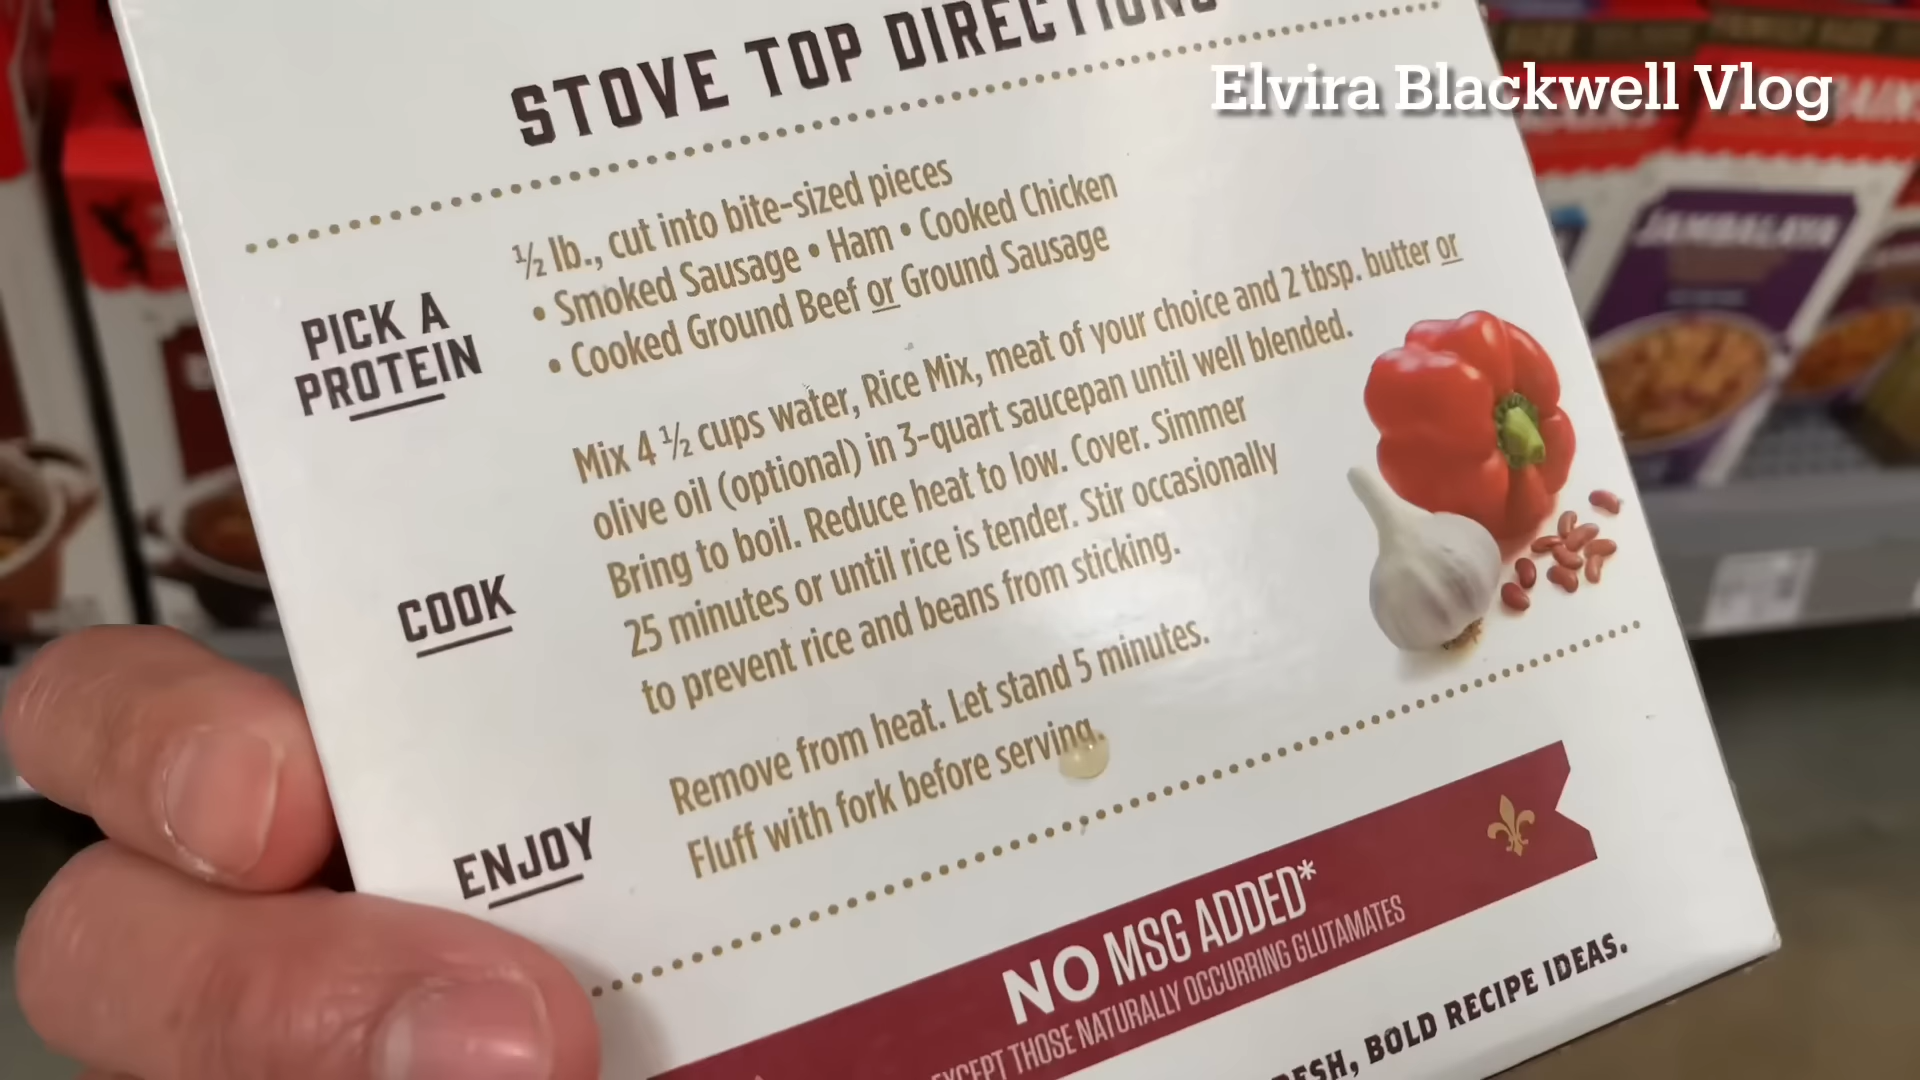 Elvira Blackwell Vlog
STOVE TOP DIRECTIONS
PICK A
PROTEIN
½ lb., cut into bite-sized pieces
• Smoked Sausage • Ham • Cooked Chicken
• Cooked Ground Beef or Ground Sausage
COOK
Mix 4 ½ cups water, Rice Mix, meat of your choice and 2 tbsp. butter or
olive oil (optional) in 3-quart saucepan until well blended.
Bring to boil. Reduce heat to low. Cover. Simmer
25 minutes or until rice is tender. Stir occasionally
to prevent rice and beans from sticking.
ENJOY
Remove from heat. Let stand 5 minutes.
Fluff with fork before serving.
NO MSG ADDED*
EXCEPT THOSE NATURALLY OCCURRING GLUTAMATES
BOLD RECIPE IDEAS.
JAMBALAYA